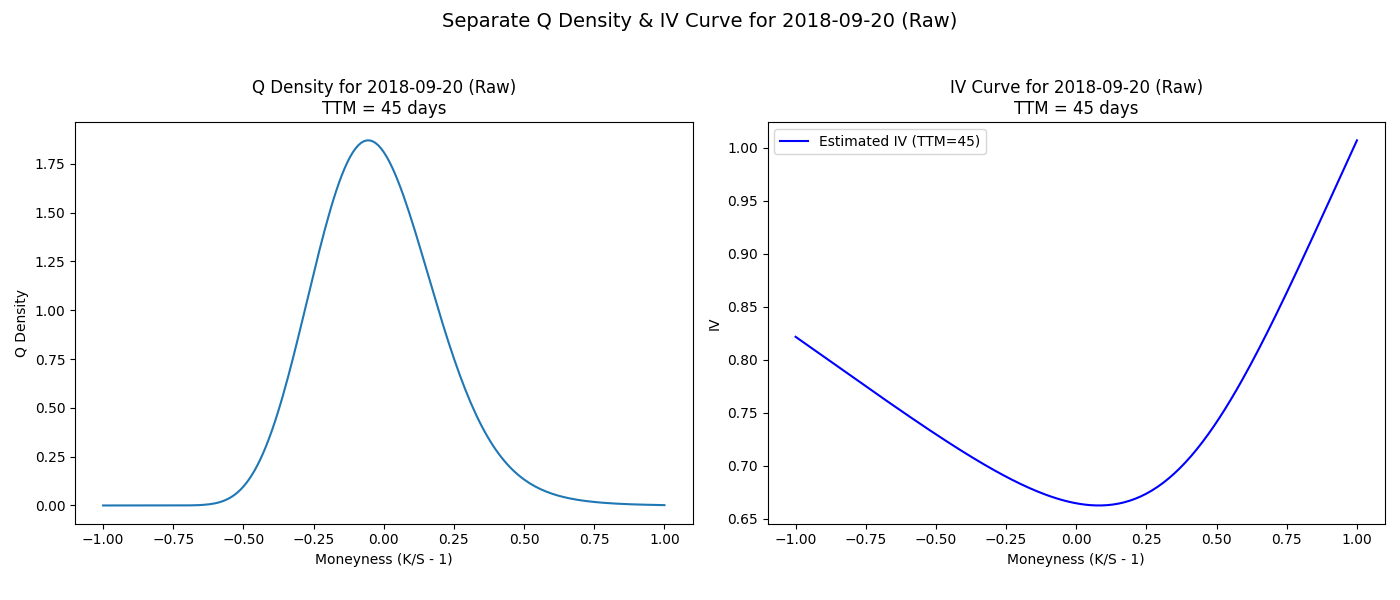 Separate Q Density & IV Curve for 2018-09-20 (Raw)
Q Density for 2018-09-20 (Raw)
TTM = 45 days
Q Density
1.75
1.50
1.25
1.00
0.75
0.50
0.25
0.00
−1.00 −0.75 −0.50 −0.25 0.00 0.25 0.50 0.75 1.00
Moneyness (K/S - 1)
IV Curve for 2018-09-20 (Raw)
TTM = 45 days
Estimated IV (TTM=45)
IV
1.00
0.95
0.90
0.85
0.80
0.75
0.70
0.65
−1.00 −0.75 −0.50 −0.25 0.00 0.25 0.50 0.75 1.00
Moneyness (K/S - 1)